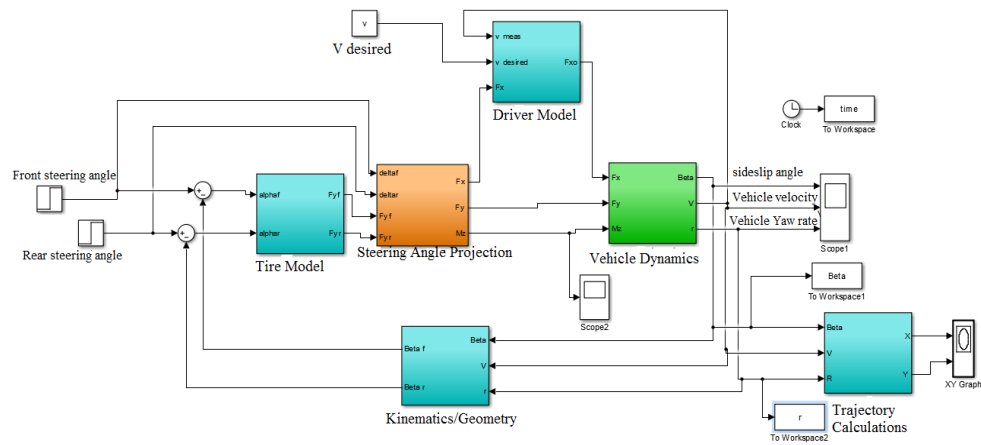 v
V desired
v meas
v desired
Fx
Fxo
Driver Model
Clock
time
To Workspace
Front steering angle
Rear steering angle
+
-
+
-
alphaf
alphar
Fyf
Fy r
Tire Model
deltaf
deltar
Fy f
Fy r
Fx
Fy
Mz
Steering Angle Projection
Fx
Fy
Mz
Beta
V
r
Vehicle Dynamics
sideslip angle
Vehicle velocity
Vehicle Yaw rate
Scope1
Scope2
Beta
To Workspace1
Beta f
Beta r
Beta
V
r
Kinematics/Geometry
Beta
V
R
X
Y
Trajectory
Calculations
XY Graph
r
To Workspace2